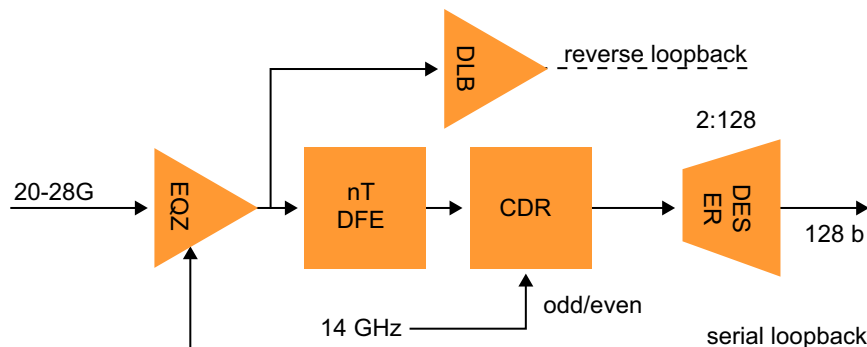 DLB
reverse loopback
2:128
20-28G
EQZ
nT
DFE
CDR
DES
ER
128 b
14 GHz
odd/even
serial loopback